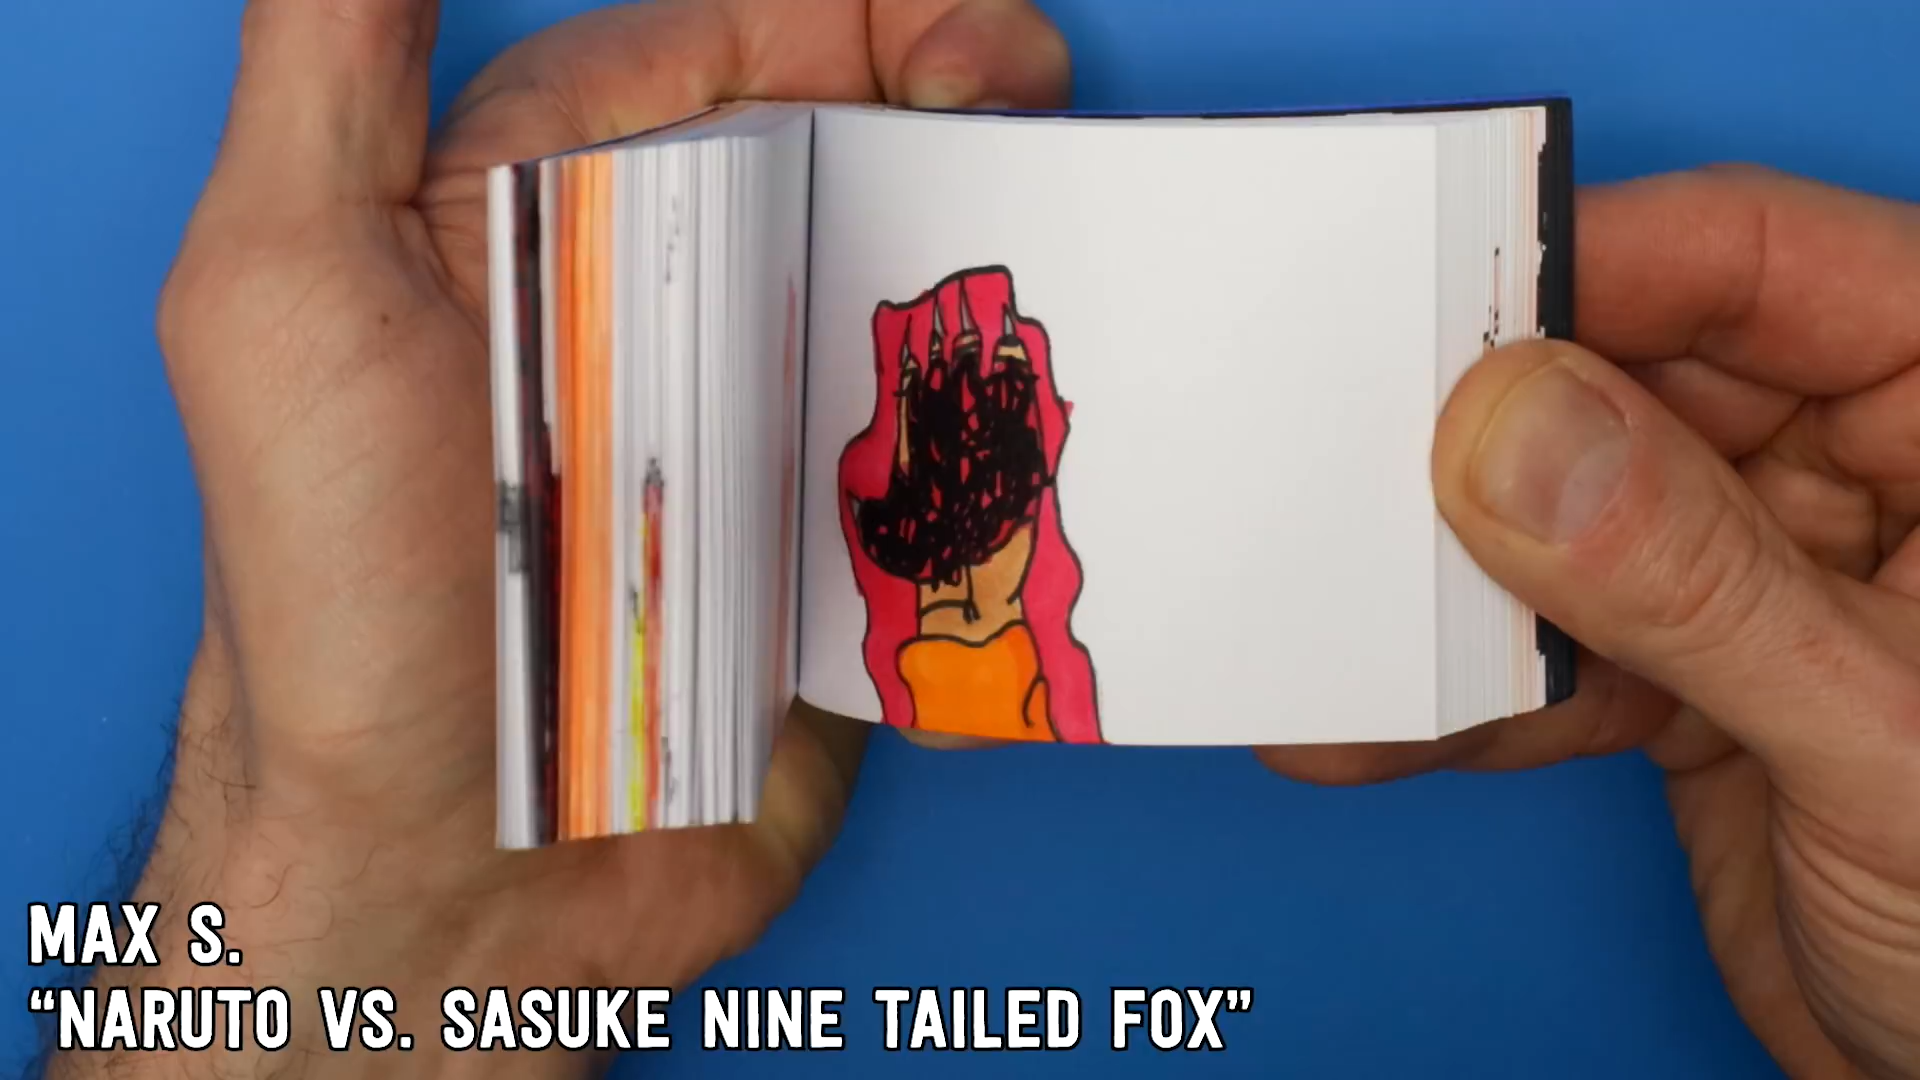 MAX S.
“NARUTO VS. SASUKE NINE TAILED FOX”